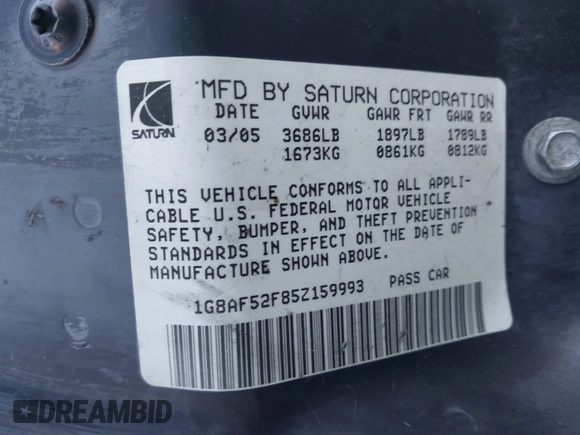 MFD BY SATURN CORPORATION
DATE GVWR GAWR FRT GAWR RR
SATURN 03/05 3686LB 1897LB 1789LB
1673KG 0861KG 0812KG
THIS VEHICLE CONFORMS TO ALL APPLI-
CABLE U.S. FEDERAL MOTOR VEHICLE
SAFETY, BUMPER, AND THEFT PREVENTION
STANDARDS IN EFFECT ON THE DATE OF
MANUFACTURE SHOWN ABOVE.
1G8AF52F85Z159993 PASS CAR
DREAMBID